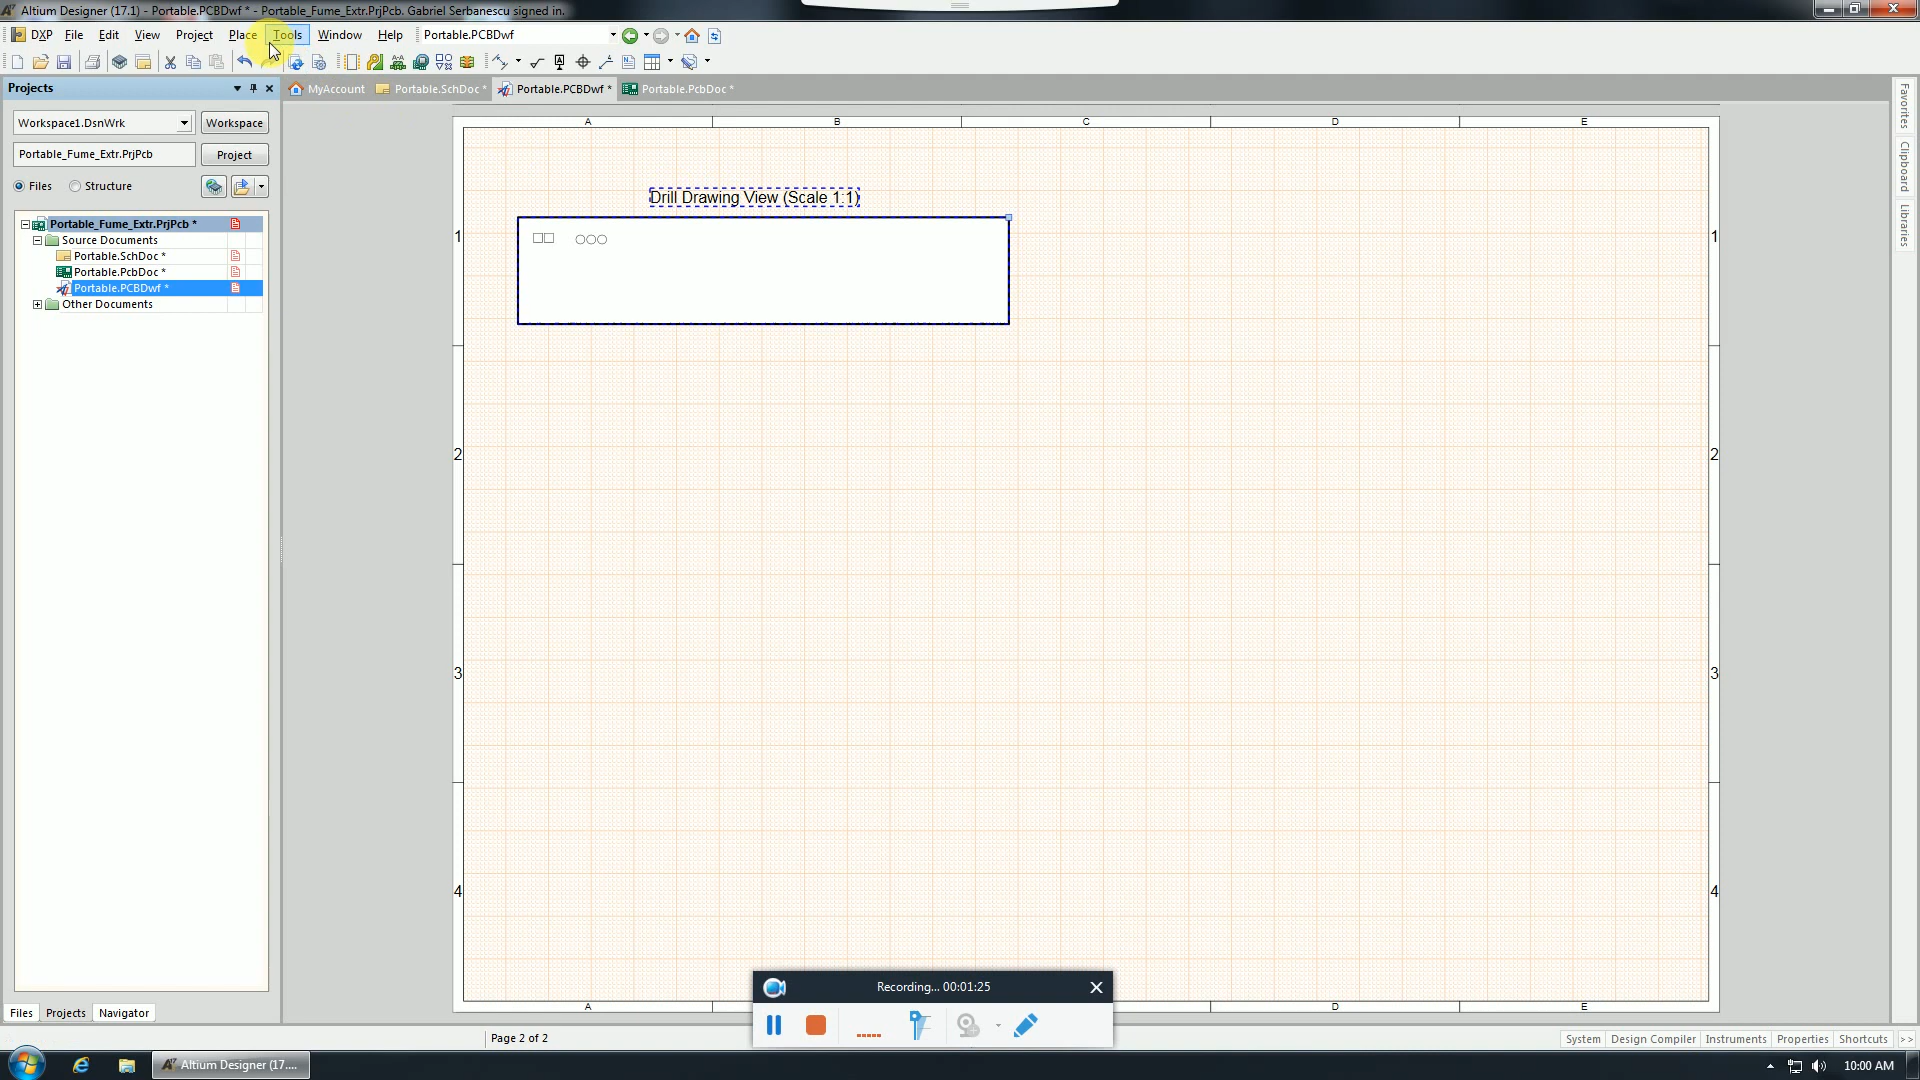 Altium Designer (17.1) - Portable.PCBDwf * - Portable_Fume_Extr.PrjPcb. Gabriel Serbanescu signed in.
DXP File Edit View Project Place Tools Window Help Portable.PCBDwf
Projects
MyAccount Portable.SchDoc * Portable.PCBDwf * Portable.PcbDoc *
Workspace1.DsnWrk Workspace
Portable_Fume_Extr.PrjPcb Project
Files Structure
Portable_Fume_Extr.PrjPcb *
Source Documents
Portable.SchDoc *
Portable.PcbDoc *
Portable.PCBDwf *
Other Documents
A B C D E
Drill Drawing View (Scale 1:1)
1 1
2 2
3 3
4 4
A D E
Favorites
Clipboard
Libraries
Recording... 00:01:25
Files Projects Navigator
Page 2 of 2
System Design Compiler Instruments Properties Shortcuts >>
Altium Designer (17....
10:00 AM